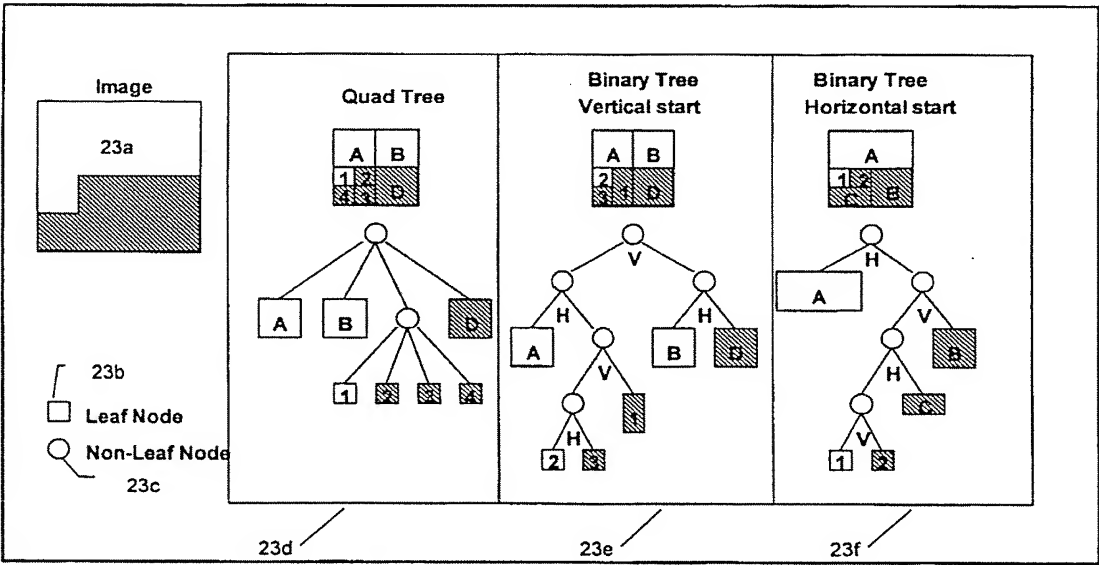 Image
23a
23b
Leaf Node
Non-Leaf Node
23c
Quad Tree
A B
1 2 D
4 3
A B D
1 2 3 4
23d
Binary Tree
Vertical start
A B
2 1 D
3
V
H H
A B D
V
1
H
2 3
23e
Binary Tree
Horizontal start
A
1 2 B
C
H
A
V
B
H
C
V
1 2
23f